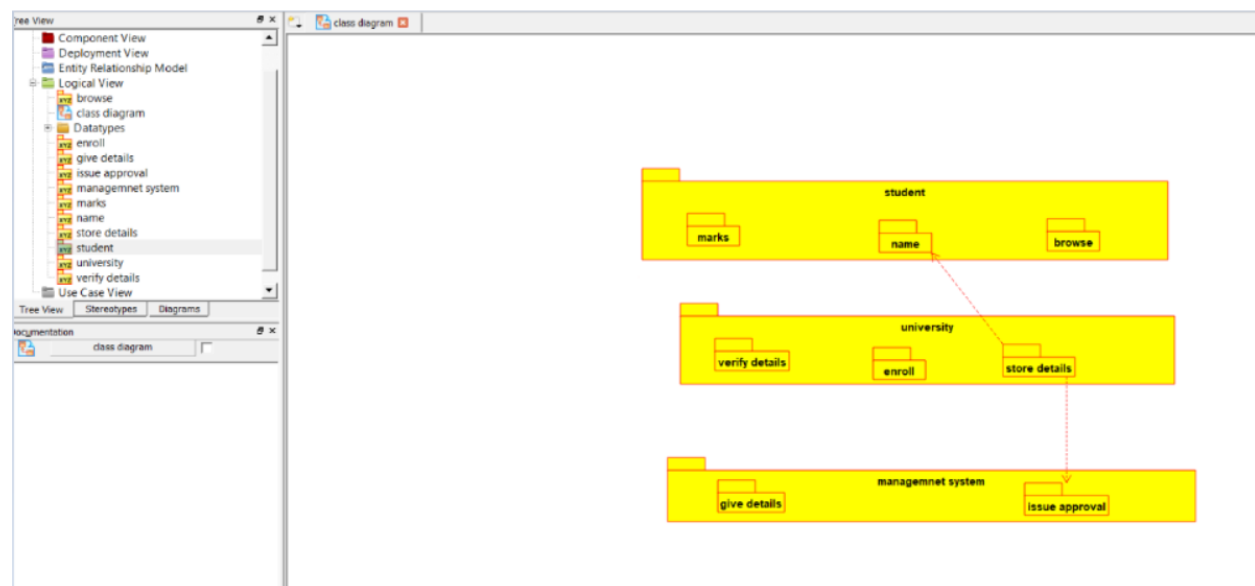 Tree View
class diagram
Component View
Deployment View
Entity Relationship Model
Logical View
browse
class diagram
Datatypes
enroll
give details
issue approval
managemnet system
marks
name
store details
student
university
verify details
Use Case View
Tree View Stereotypes Diagrams
Documentation
class diagram
student
marks
name
browse
university
verify details
enroll
store details
managemnet system
give details
issue approval